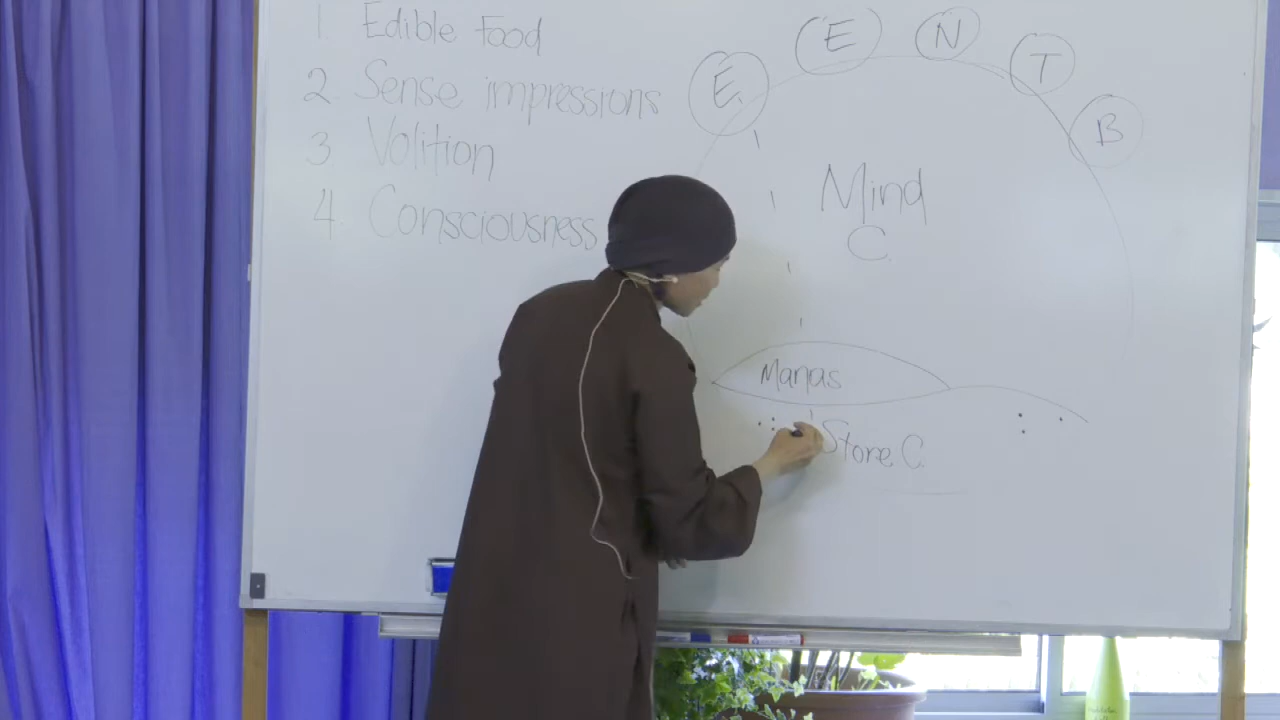 1 Edible Food
2 Sense impressions
3 Volition
4. Consciousness
E.
E
N
T
B
Mind
C.
Manas
Store C.